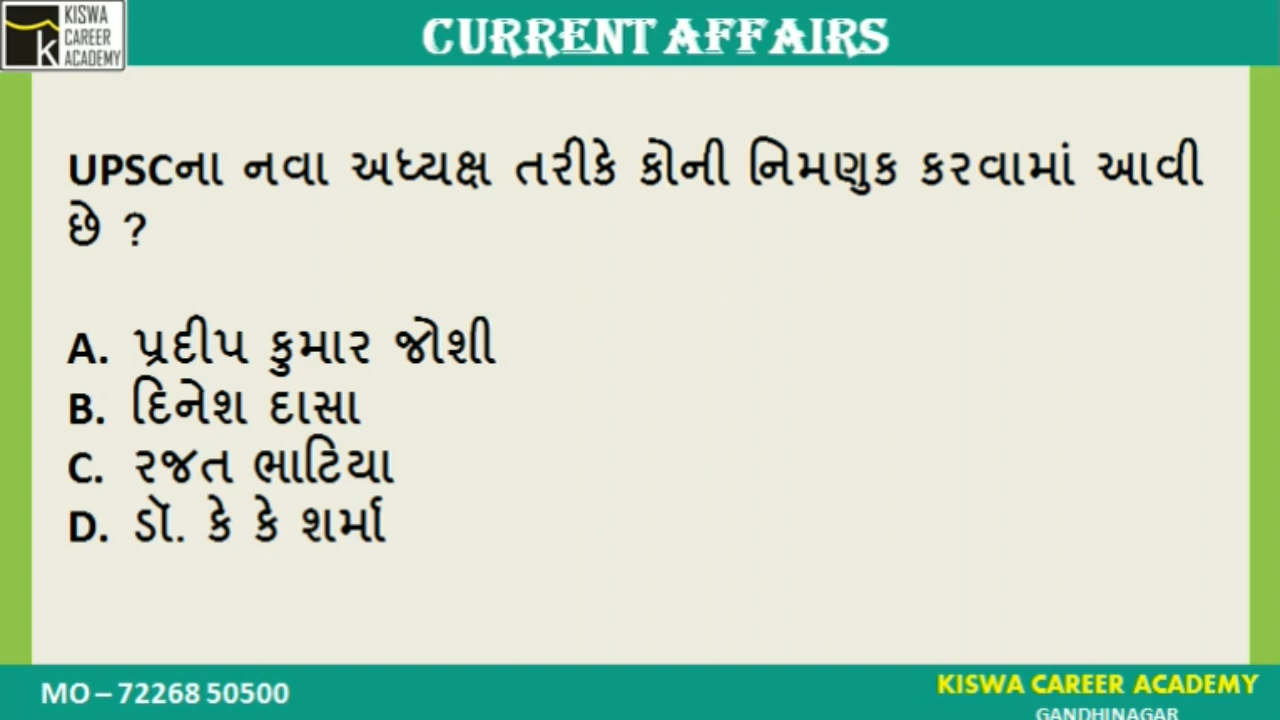 KISWA
CAREER
ACADEMY
CURRENT AFFAIRS
UPSCના નવા અધ્યક્ષ તરીકે કોની નિમણુક કરવામાં આવી
છે ?
A. પ્રદીપ કુમાર જોશી
B. દિનેશ દાસા
C. રજત ભાટિયા
D. ડૉ. કે કે શર્મા
MO – 72268 50500
KISWA CAREER ACADEMY
GANDHINAGAR